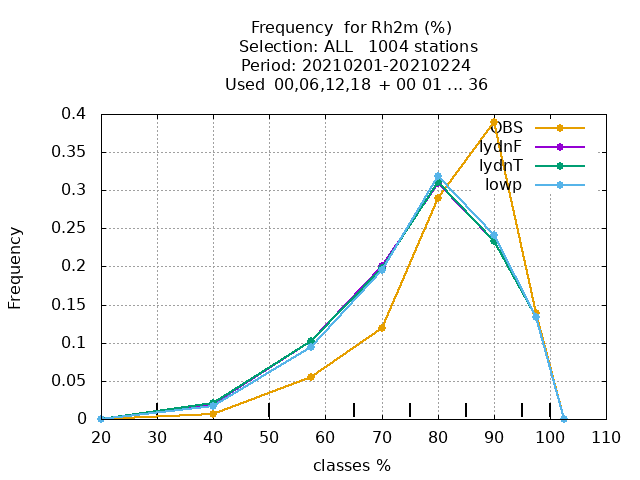 Frequency for Rh2m (%)
Selection: ALL 1004 stations
Period: 20210201-20210224
Used 00,06,12,18 + 00 01 ... 36
0.4
0.35
0.3
0.25
0.2
0.15
0.1
0.05
0
Frequency
OBS
lydnF
lydnT
lowp
20 30 40 50 60 70 80 90 100 110
classes %